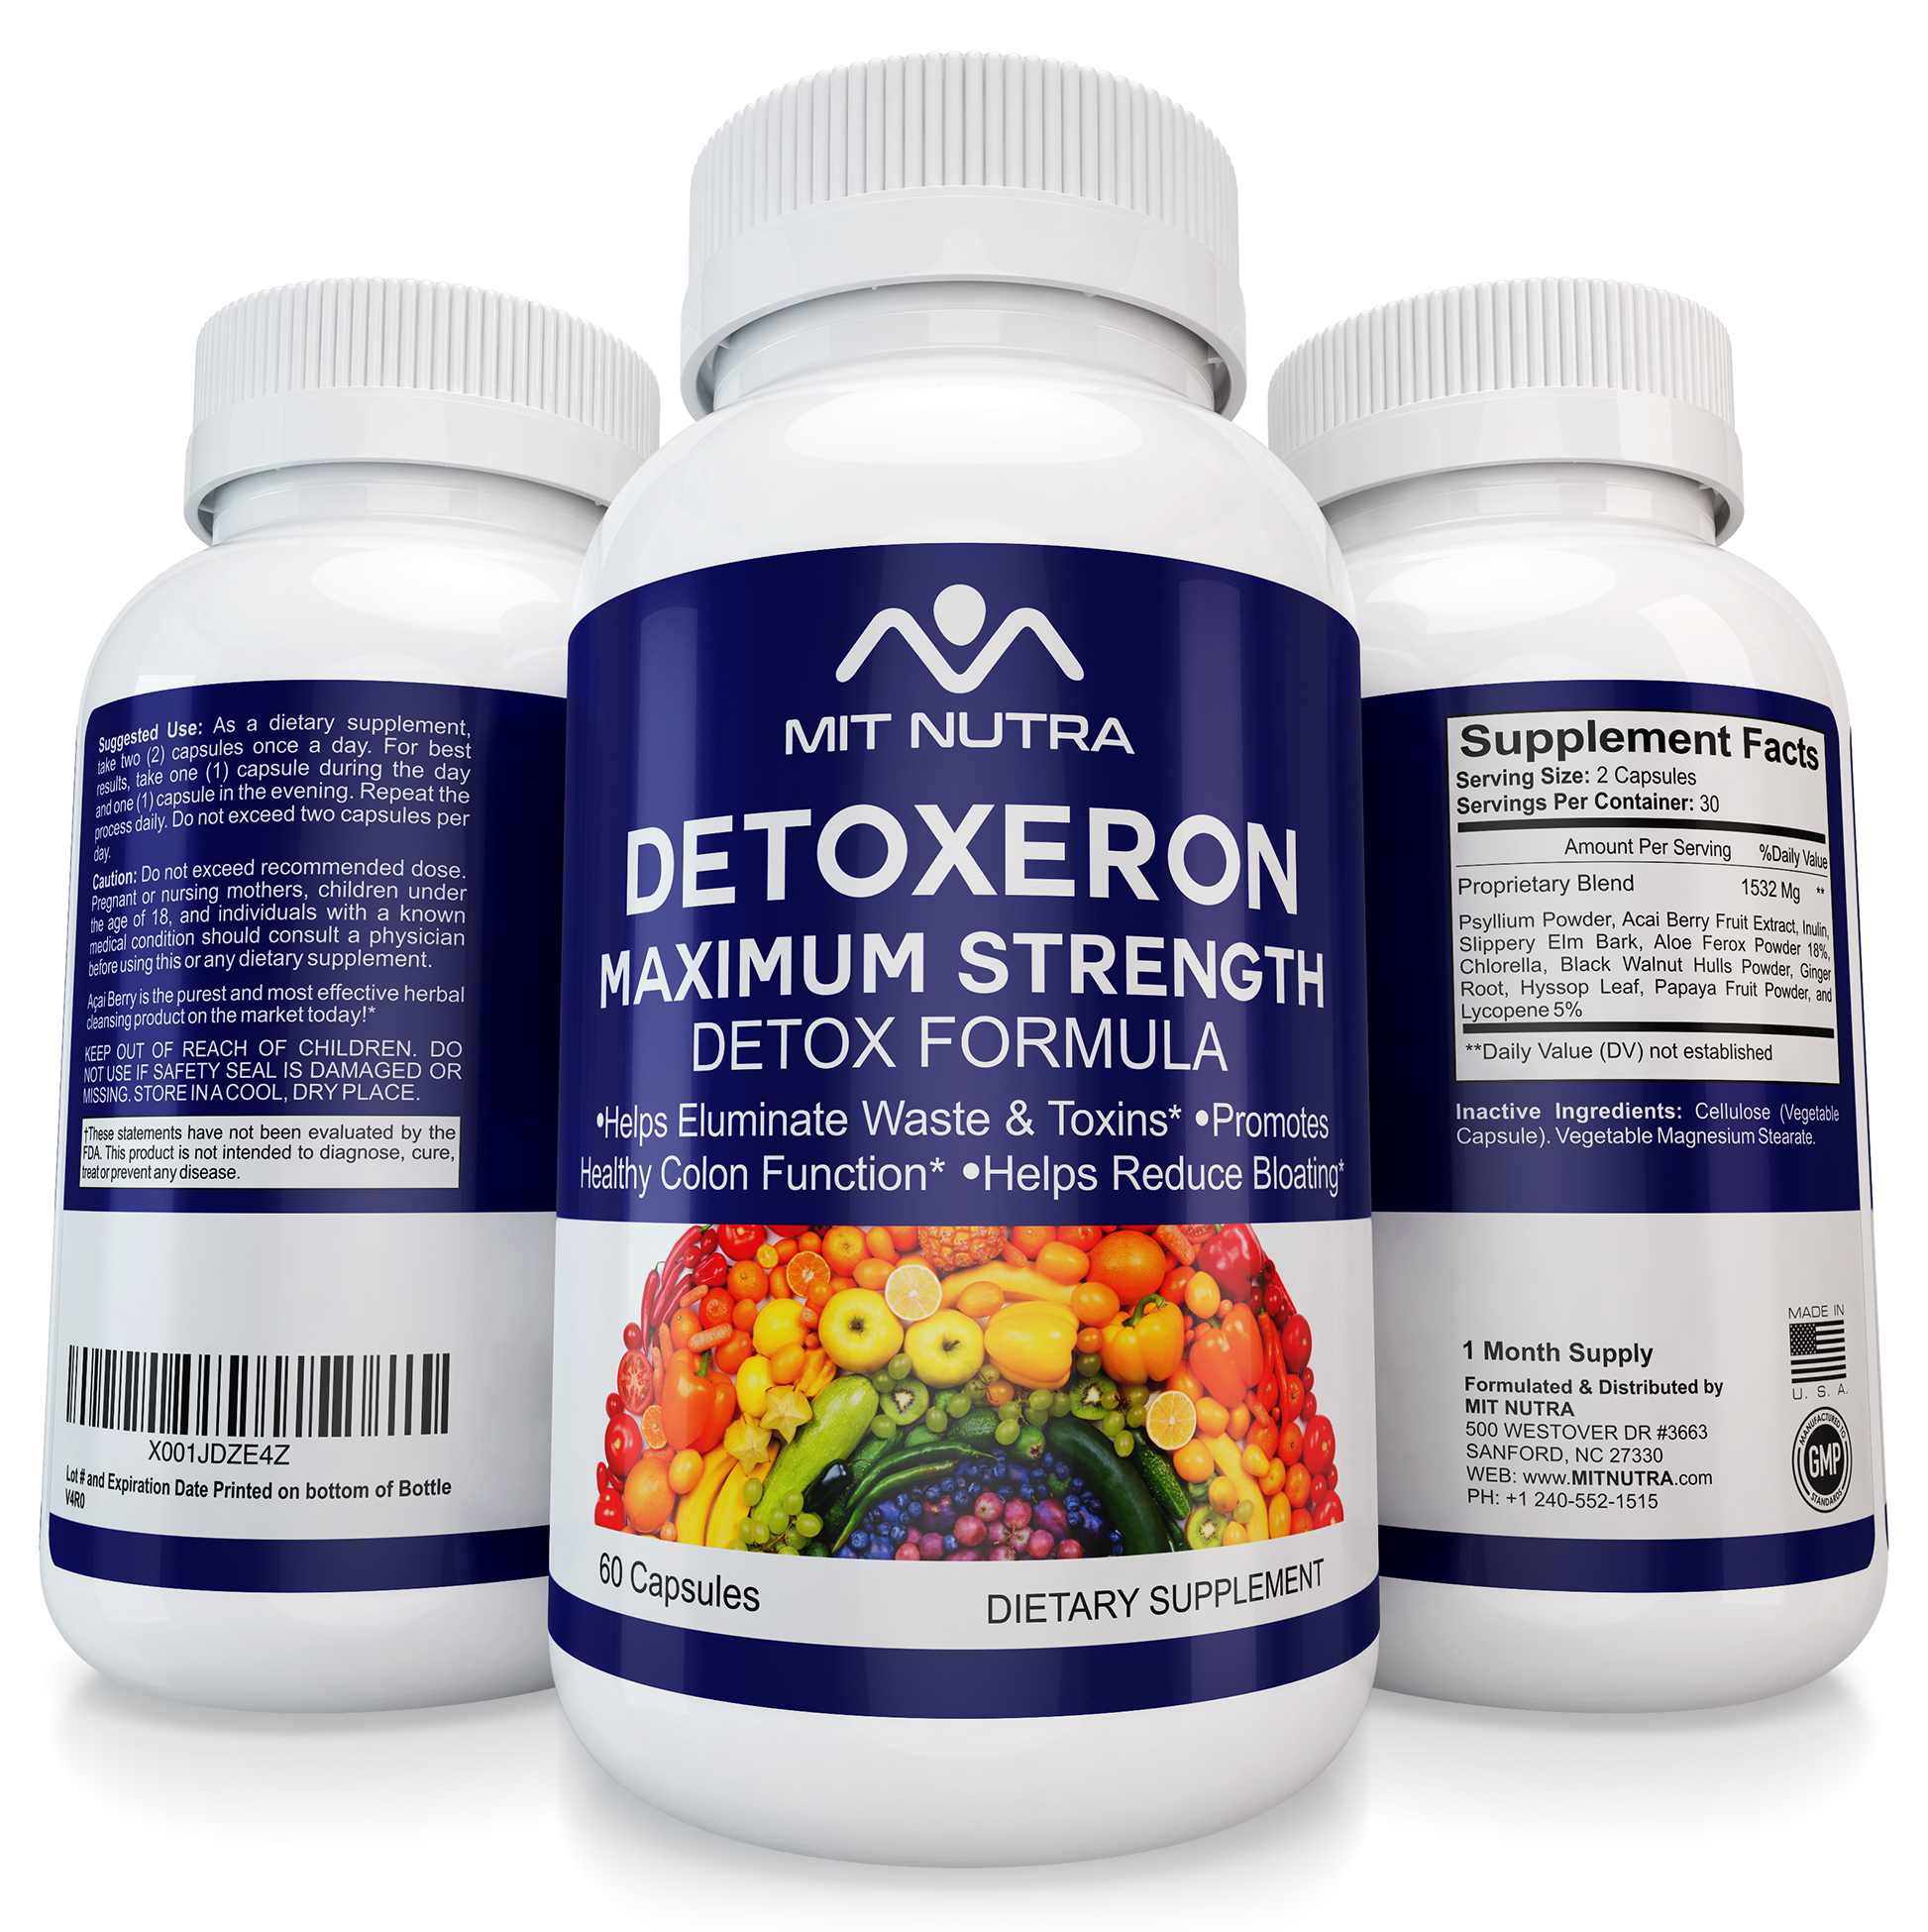 MIT NUTRA
DETOXERON
MAXIMUM STRENGTH
DETOX FORMULA
•Helps Eluminate Waste & Toxins* •Promotes
Healthy Colon Function* •Helps Reduce Bloating*
60 Capsules
DIETARY SUPPLEMENT
Suggested Use: As a dietary supplement,
take two (2) capsules once a day. For best
results, take one (1) capsule during the day
and one (1) capsule in the evening. Repeat the
process daily. Do not exceed two capsules per
day.
Caution: Do not exceed recommended dose.
Pregnant or nursing mothers, children under
the age of 18, and individuals with a known
medical condition should consult a physician
before using this or any dietary supplement.
Açai Berry is the purest and most effective herbal
cleansing product on the market today!*
KEEP OUT OF REACH OF CHILDREN. DO
NOT USE IF SAFETY SEAL IS DAMAGED OR
MISSING. STORE IN A COOL, DRY PLACE.
†These statements have not been evaluated by the
FDA. This product is not intended to diagnose, cure,
treat or prevent any disease.
X001JDZE4Z
Lot # and Expiration Date Printed on bottom of Bottle
V4R0
Supplement Facts
Serving Size: 2 Capsules
Servings Per Container: 30
Amount Per Serving %Daily Value
Proprietary Blend 1532 Mg **
Psyllium Powder, Acai Berry Fruit Extract, Inulin,
Slippery Elm Bark, Aloe Ferox Powder 18%,
Chlorella, Black Walnut Hulls Powder, Ginger
Root, Hyssop Leaf, Papaya Fruit Powder, and
Lycopene 5%
**Daily Value (DV) not established
Inactive Ingredients: Cellulose (Vegetable
Capsule). Vegetable Magnesium Stearate.
MADE IN
U. S. A.
1 Month Supply
Formulated & Distributed by
MIT NUTRA
500 WESTOVER DR #3663
SANFORD, NC 27330
WEB: www.MITNUTRA.com
PH: +1 240-552-1515
MANUFACTURED TO
GMP
STANDARDS